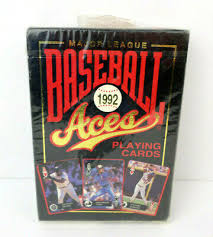 MAJOR LEAGUE
BASEBALL
1992
Aces
PLAYING
CARDS